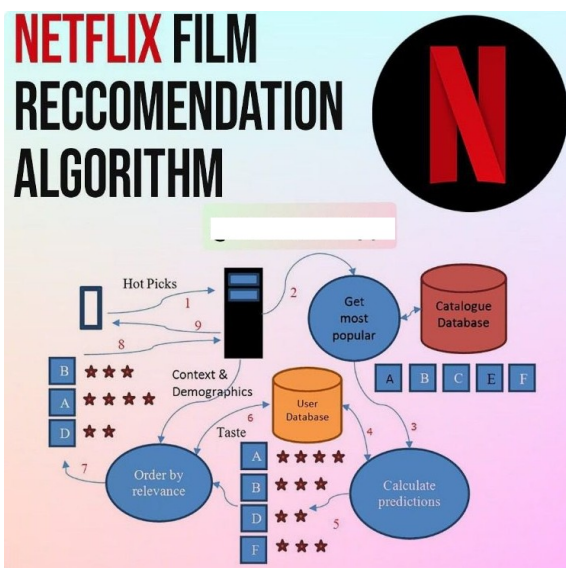 NETFLIX FILM
RECCOMENDATION
ALGORITHM
N
Hot Picks
1
2
9
8
Get
most
popular
Catalogue
Database
A B C E F
B
A
D
Context &
Demographics
User
Database
6
Taste
4
3
7
Order by
relevance
A
B
D
F
5
Calculate
predictions